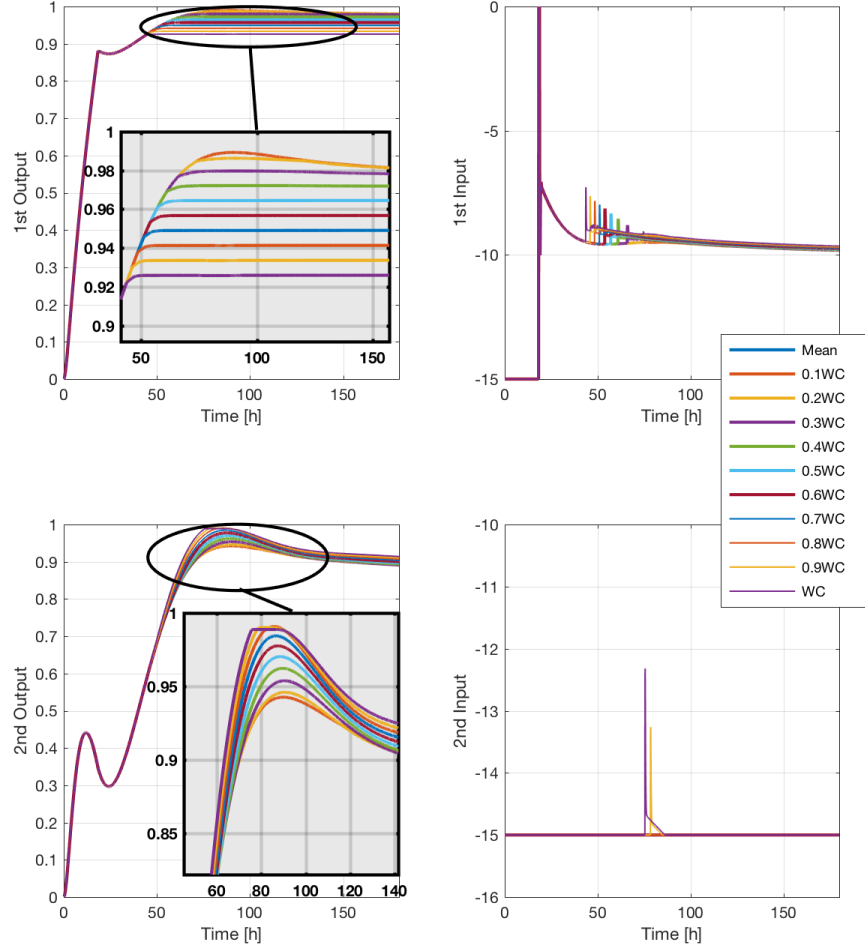 1
0.9
0.8
0.7
0.6
0.5
0.4
0.3
0.2
0.1
0
1st Output
0 50 100 150
Time [h]
1
0.98
0.96
0.94
0.92
0.9
50 100 150
0
-5
-10
-15
1st Input
0 50 100 150
Time [h]
Mean
0.1WC
0.2WC
0.3WC
0.4WC
0.5WC
0.6WC
0.7WC
0.8WC
0.9WC
WC
1
0.9
0.8
0.7
0.6
0.5
0.4
0.3
0.2
0.1
0
2nd Output
0 50 100 150
Time [h]
1
0.95
0.9
0.85
60 80 100 120 140
-10
-11
-12
-13
-14
-15
-16
2nd Input
0 50 100 150
Time [h]